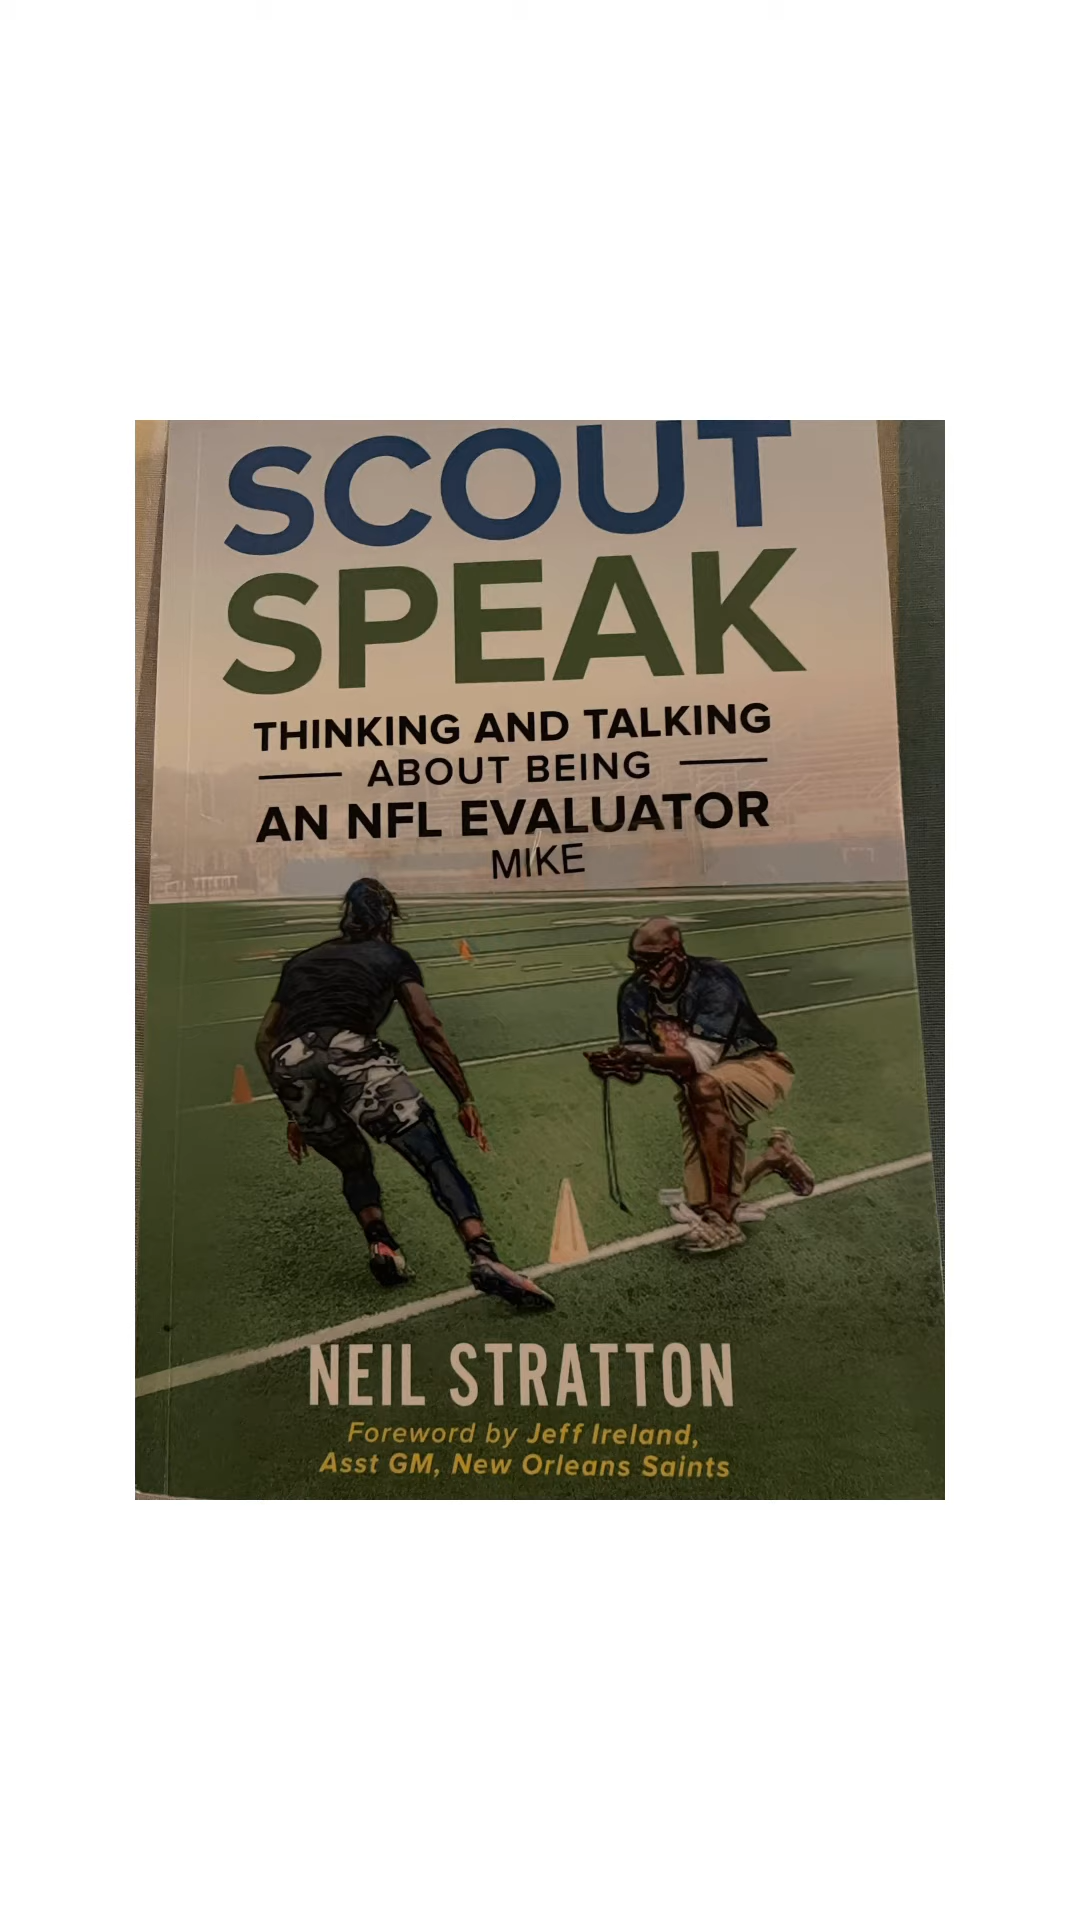 SCOUT
SPEAK
THINKING AND TALKING
ABOUT BEING
AN NFL EVALUATOR
MIKE
NEIL STRATTON
Foreword by Jeff Ireland,
Asst GM, New Orleans Saints